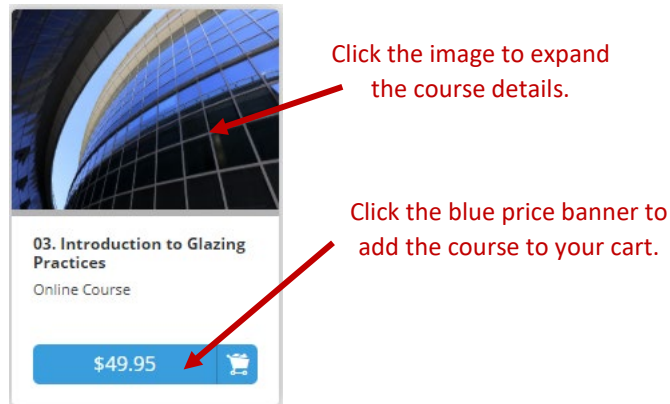 Click the image to expand
the course details.
03. Introduction to Glazing
Practices
Online Course
Click the blue price banner to
add the course to your cart.
$49.95